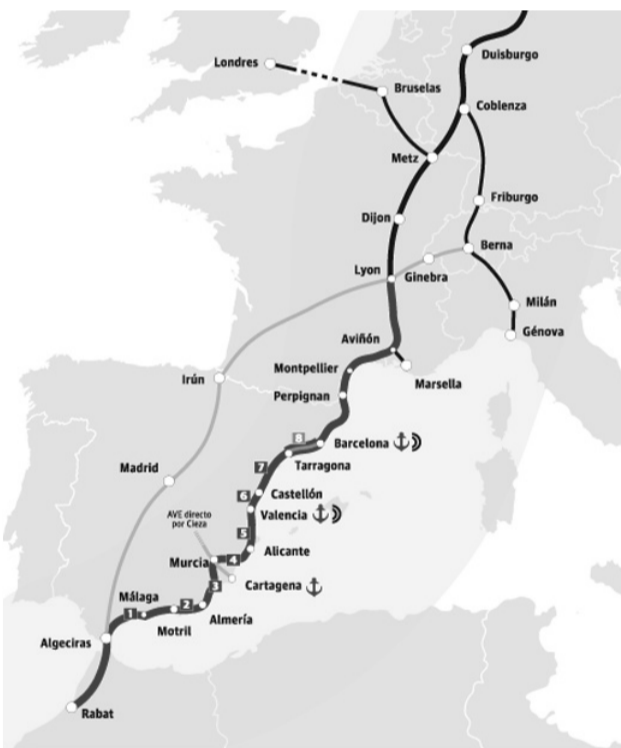 Duisburgo
Londres
Bruselas
Coblenza
Metz
Friburgo
Dijon
Berna
Lyon
Ginebra
Milán
Aviñón
Génova
Montpellier
Irún
Marsella
Perpignan
8
Barcelona
Madrid
7
Tarragona
6
Castellón
AVE directo
por Cieza
Valencia
5
Alicante
Murcia
4
3
Cartagena
Málaga
1
2
Almería
Motril
Algeciras
Rabat